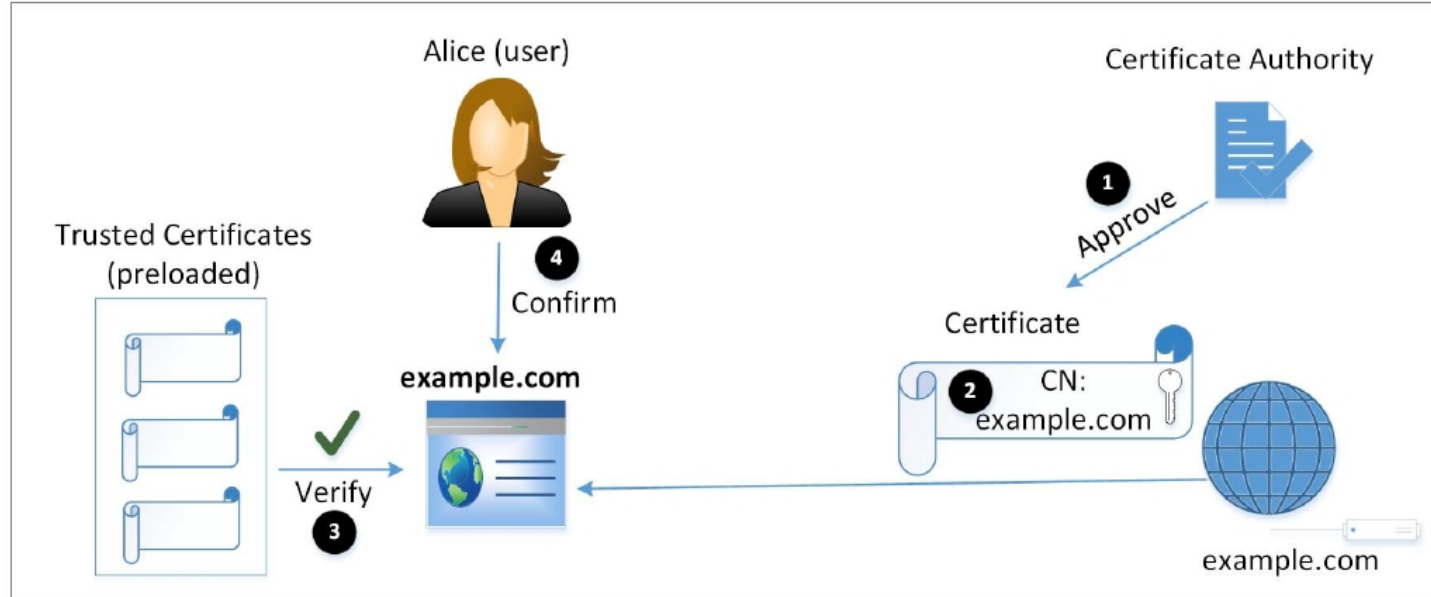 Alice (user)
Certificate Authority
1
Approve
Trusted Certificates
(preloaded)
4
Confirm
Certificate
example.com
2
CN:
example.com
Verify
3
example.com